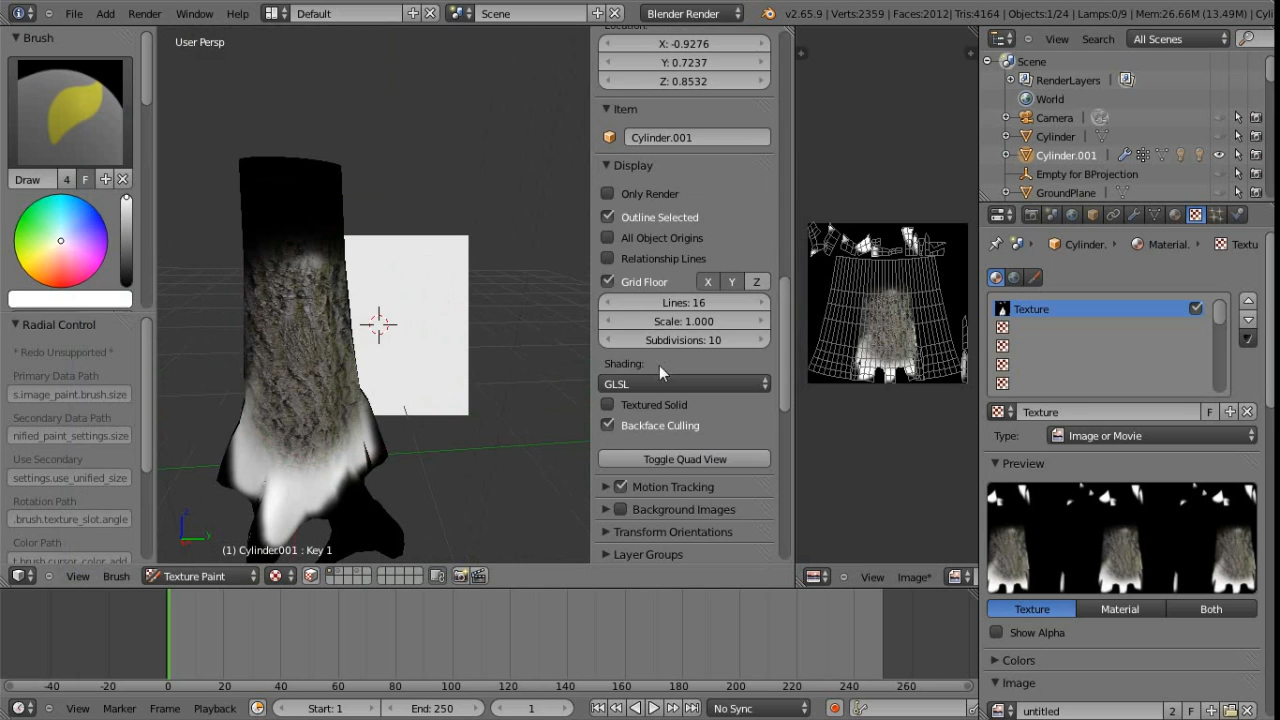 File Add Render Window Help Default Scene Blender Render v2.65.9 | Verts:2359 | Faces:2012| Tris:4164 | Objects:1/24 | Lamps:0/9 | Mem:26.66M (13.49M) | Cyli
Brush
Draw 4 F
Radial Control
* Redo Unsupported *
Primary Data Path
s.image_paint.brush.size
Secondary Data Path
nified_paint_settings.size
Use Secondary
settings.use_unified_size
Rotation Path
.brush.texture_slot.angle
Color Path
t.brush.cursor_color_add
User Persp
(1) Cylinder.001 : Key 1
View Brush Texture Paint
Location:
X: -0.9276
Y: 0.7237
Z: 0.8532
Item
Cylinder.001
Display
Only Render
Outline Selected
All Object Origins
Relationship Lines
Grid Floor X Y Z
Lines: 16
Scale: 1.000
Subdivisions: 10
Shading:
GLSL
Textured Solid
Backface Culling
Toggle Quad View
Motion Tracking
Background Images
Transform Orientations
Layer Groups
View Image*
View Search All Scenes
Scene
RenderLayers
World
Camera
Cylinder
Cylinder.001
Empty for BProjection
GroundPlane
Cylinder. Material. Textu
Texture
Texture F
Type: Image or Movie
Preview
Texture Material Both
Show Alpha
Colors
Image
untitled 2 F
-40 -20 0 20 40 60 80 100 120 140 160 180 200 220 240 260
View Marker Frame Playback Start: 1 End: 250 1 No Sync